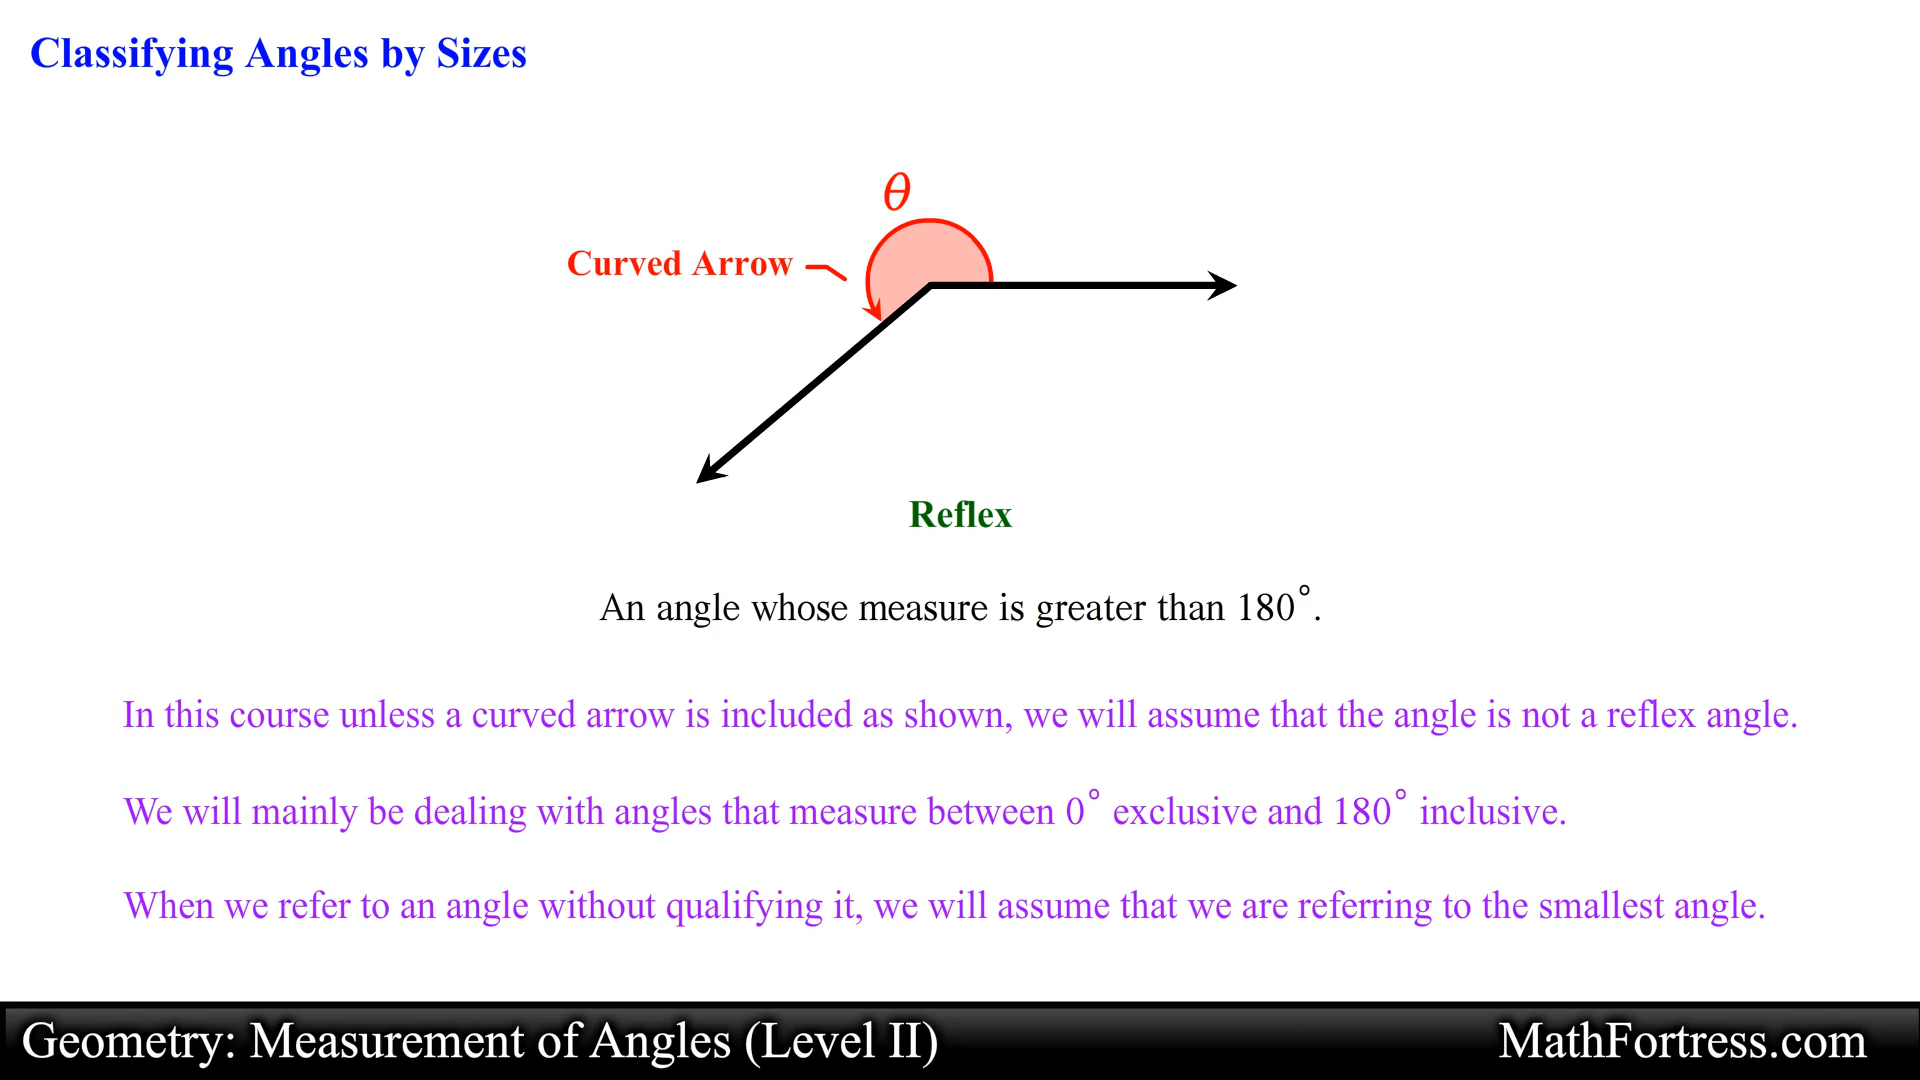 Classifying Angles by Sizes
θ
Curved Arrow
Reflex
An angle whose measure is greater than 180°.
In this course unless a curved arrow is included as shown, we will assume that the angle is not a reflex angle.
We will mainly be dealing with angles that measure between 0° exclusive and 180° inclusive.
When we refer to an angle without qualifying it, we will assume that we are referring to the smallest angle.
Geometry: Measurement of Angles (Level II)
MathFortress.com